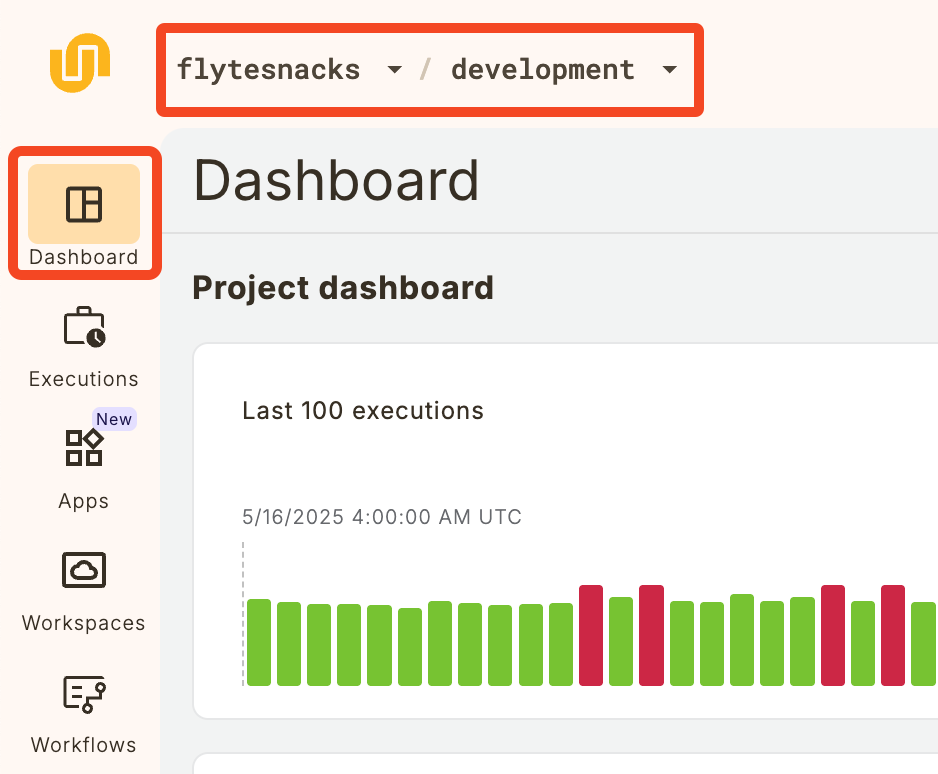 flytesnacks / development
Dashboard
Dashboard
Executions
New
Apps
Workspaces
Workflows
Project dashboard
Last 100 executions
5/16/2025 4:00:00 AM UTC